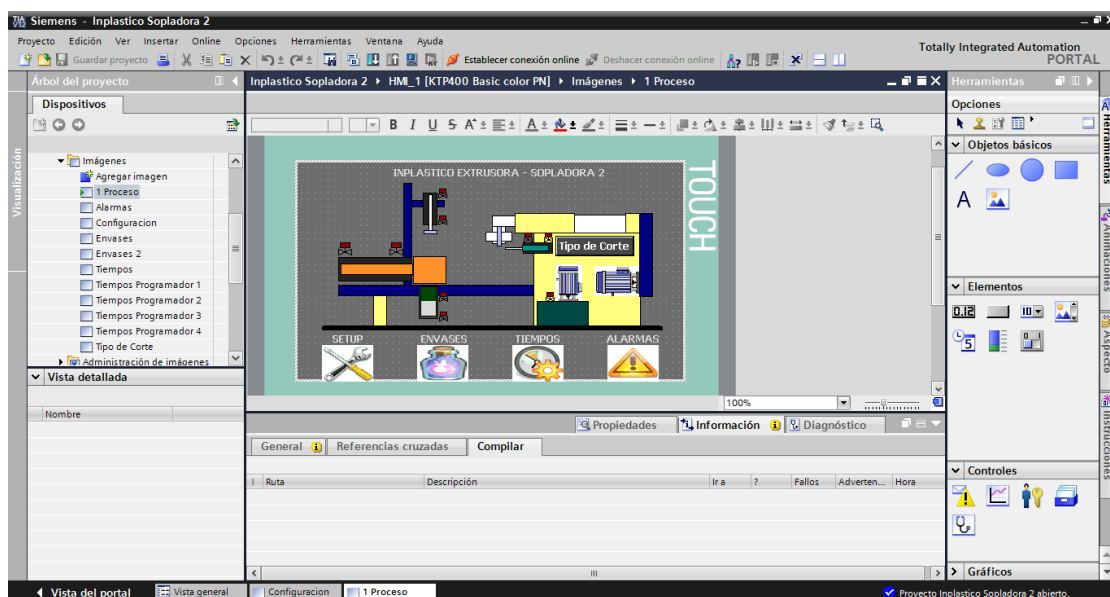 Siemens - Inplastico Sopladora 2
Proyecto Edición Ver Insertar Online Opciones Herramientas Ventana Ayuda
Totally Integrated Automation
PORTAL
Guardar proyecto
Establecer conexión online
Deshacer conexión online
Árbol del proyecto
Inplastico Sopladora 2 HMI_1 [KTP400 Basic color PN] Imágenes 1 Proceso
Herramientas
Dispositivos
Opciones
B I U S A
Visualización
Imágenes
Agregar imagen
1 Proceso
Alarmas
Configuracion
Envases
Envases 2
Tiempos
Tiempos Programador 1
Tiempos Programador 2
Tiempos Programador 3
Tiempos Programador 4
Tipo de Corte
Administración de imágenes
Vista detallada
Nombre
INPLASTICO EXTRUSORA - SOPLADORA 2
TOUCH
Tipo de Corte
SETUP ENVASES TIEMPOS ALARMAS
100%
Propiedades Información Diagnóstico
General Referencias cruzadas Compilar
! Ruta Descripción Ir a ? Fallos Adverten... Hora
Objetos básicos
A
Elementos
0.12
10
5
Controles
Gráficos
Herramientas
Animaciones
Aspecto
Instrucciones
Vista del portal Vista general Configuracion 1 Proceso
Proyecto Inplastico Sopladora 2 abierto.